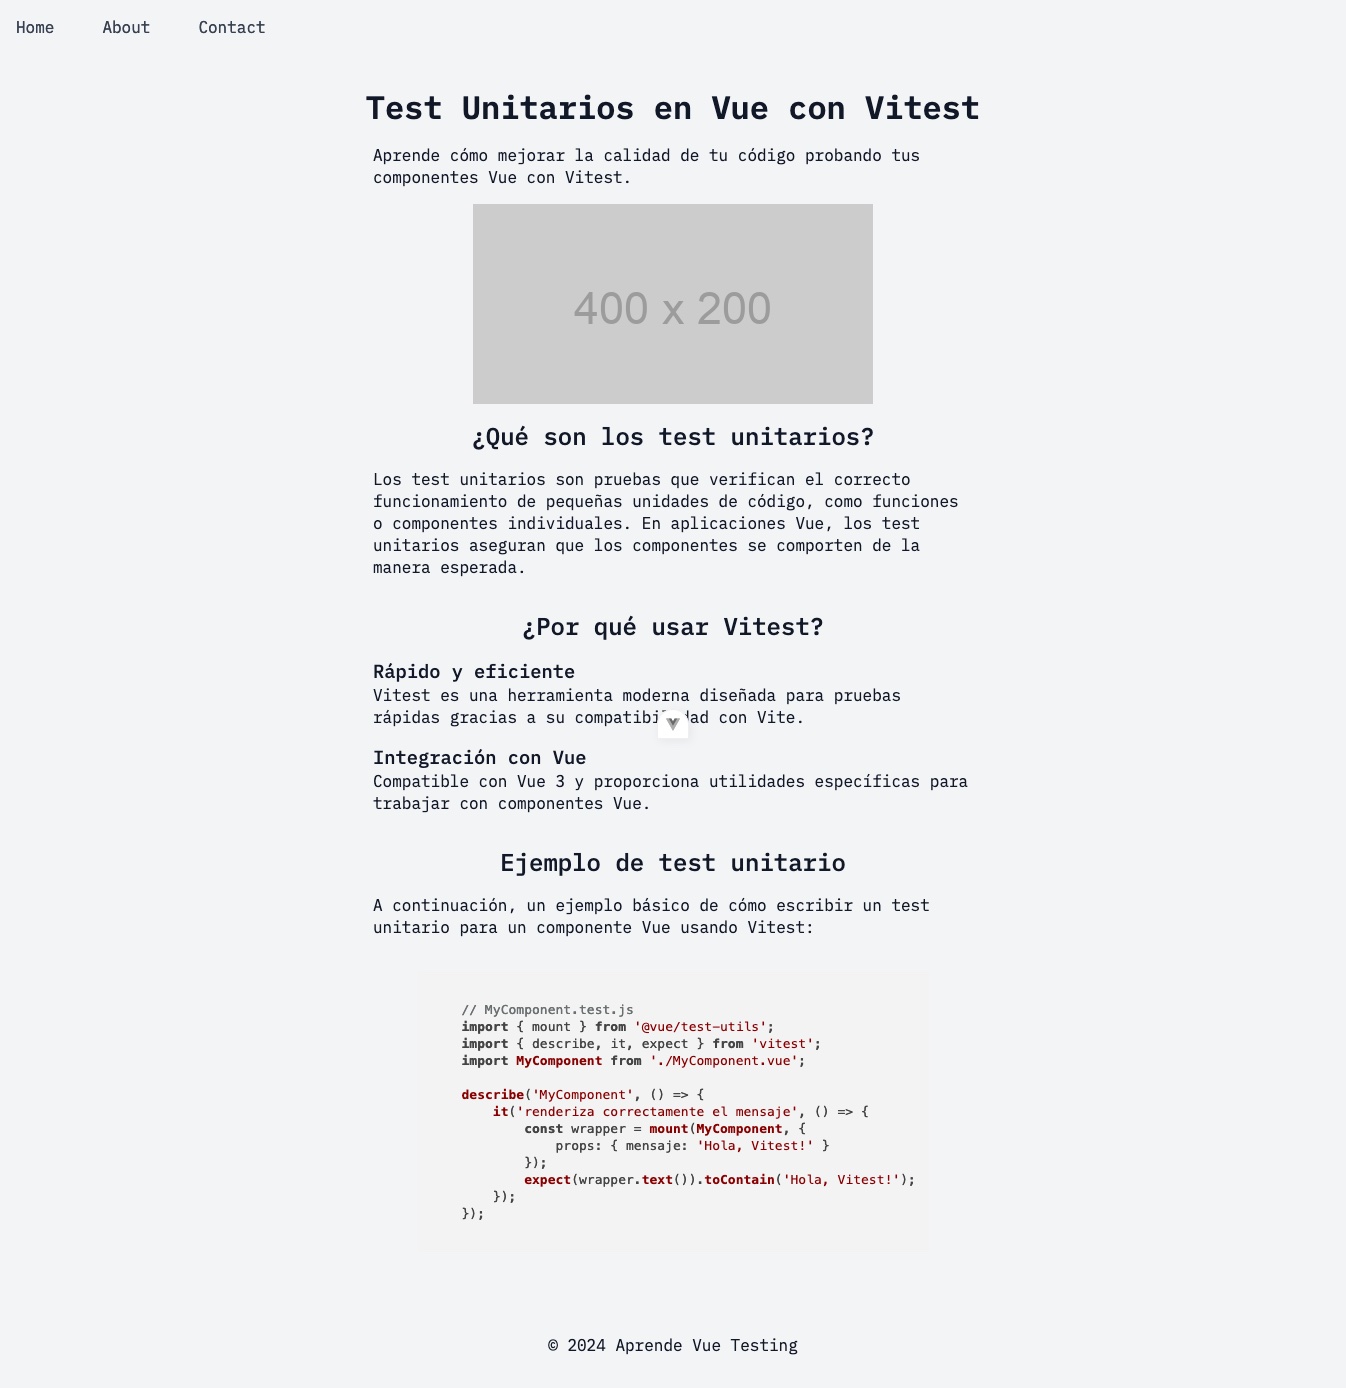 Home About Contact
Test Unitarios en Vue con Vitest
Aprende cómo mejorar la calidad de tu código probando tus
componentes Vue con Vitest.
400 x 200
¿Qué son los test unitarios?
Los test unitarios son pruebas que verifican el correcto
funcionamiento de pequeñas unidades de código, como funciones
o componentes individuales. En aplicaciones Vue, los test
unitarios aseguran que los componentes se comporten de la
manera esperada.
¿Por qué usar Vitest?
Rápido y eficiente
Vitest es una herramienta moderna diseñada para pruebas
rápidas gracias a su con Vite.
Integración con Vue
Compatible con Vue 3 y proporciona utilidades específicas para
trabajar con componentes Vue.
Ejemplo de test unitario
A continuación, un ejemplo básico de cómo escribir un test
unitario para un componente Vue usando Vitest:
// MyComponent.test.js
import { mount } from '@vue/test-utils';
import { describe, it, expect } from 'vitest';
import MyComponent from './MyComponent.vue';
describe('MyComponent', () => {
it('renderiza correctamente el mensaje', () => {
const wrapper = mount(MyComponent, {
props: { mensaje: 'Hola, Vitest!' }
});
expect(wrapper.text()).toContain('Hola, Vitest!');
});
});
© 2024 Aprende Vue Testing